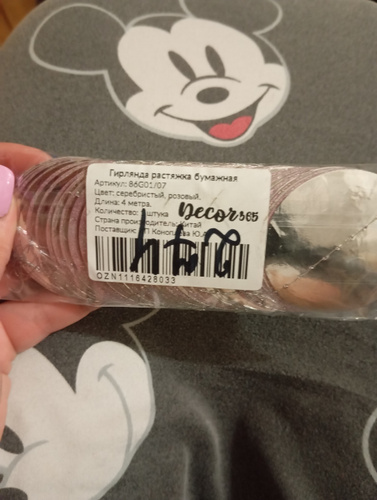 Гирлянда растяжка бумажная
Артикул: 86G01/07
Цвет: серебристый, розовый.
Длина: 4 метра.
Количество: 1 штука
Decor365
Страна производитель: Китай
Поставщик: ИП Ю.А
OZN1116428033